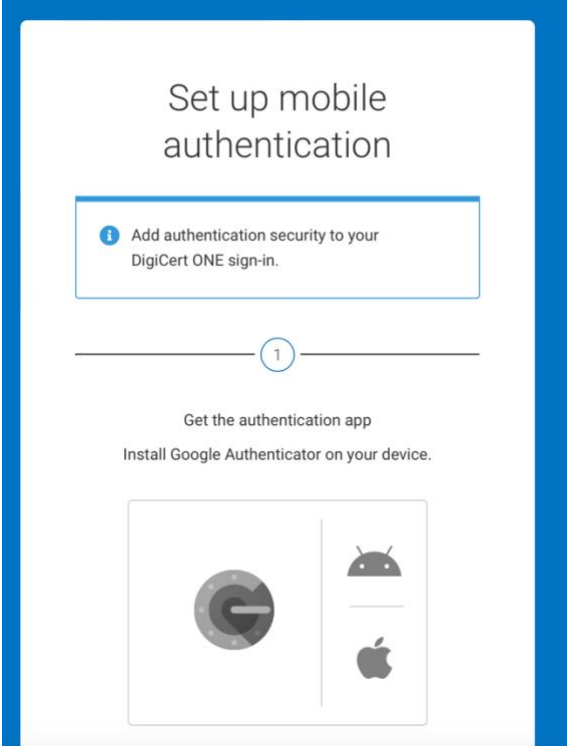 Set up mobile
authentication
Add authentication security to your
DigiCert ONE sign-in.
1
Get the authentication app
Install Google Authenticator on your device.